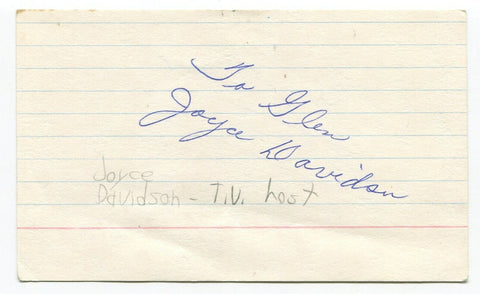 To Glen
Joyce Davidson
Joyce
Davidson - T.V. host